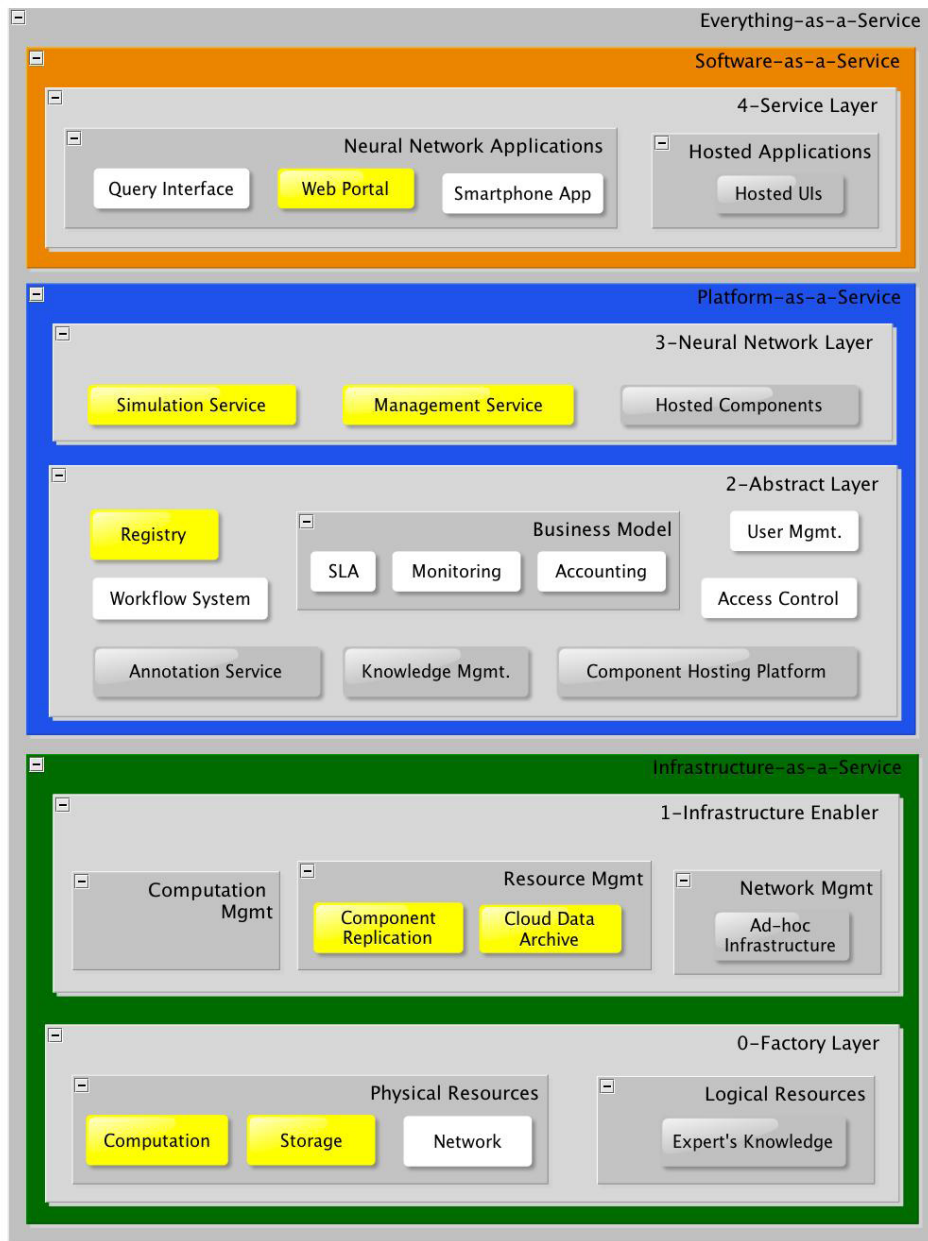 Everything-as-a-Service
Software-as-a-Service
4-Service Layer
Neural Network Applications
Query Interface
Web Portal
Smartphone App
Hosted Applications
Hosted UIs
Platform-as-a-Service
3-Neural Network Layer
Simulation Service
Management Service
Hosted Components
2-Abstract Layer
Registry
Business Model
User Mgmt.
SLA
Monitoring
Accounting
Workflow System
Access Control
Annotation Service
Knowledge Mgmt.
Component Hosting Platform
Infrastructure-as-a-Service
1-Infrastructure Enabler
Computation
Mgmt
Resource Mgmt
Component
Replication
Cloud Data
Archive
Network Mgmt
Ad-hoc
Infrastructure
0-Factory Layer
Physical Resources
Computation
Storage
Network
Logical Resources
Expert's Knowledge